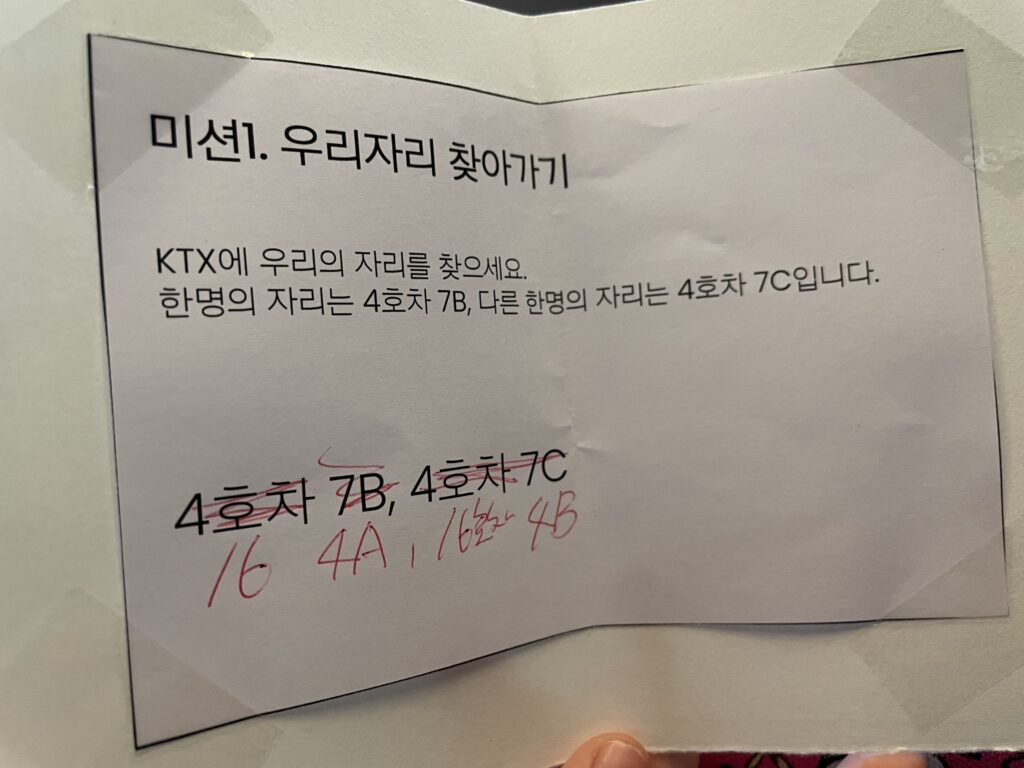 미션1. 우리자리 찾아가기
KTX에 우리의 자리를 찾으세요.
한명의 자리는 4호차 7B, 다른 한명의 자리는 4호차 7C입니다.
4호차 7B, 4호차 7C
16 4A, 16호차 4B